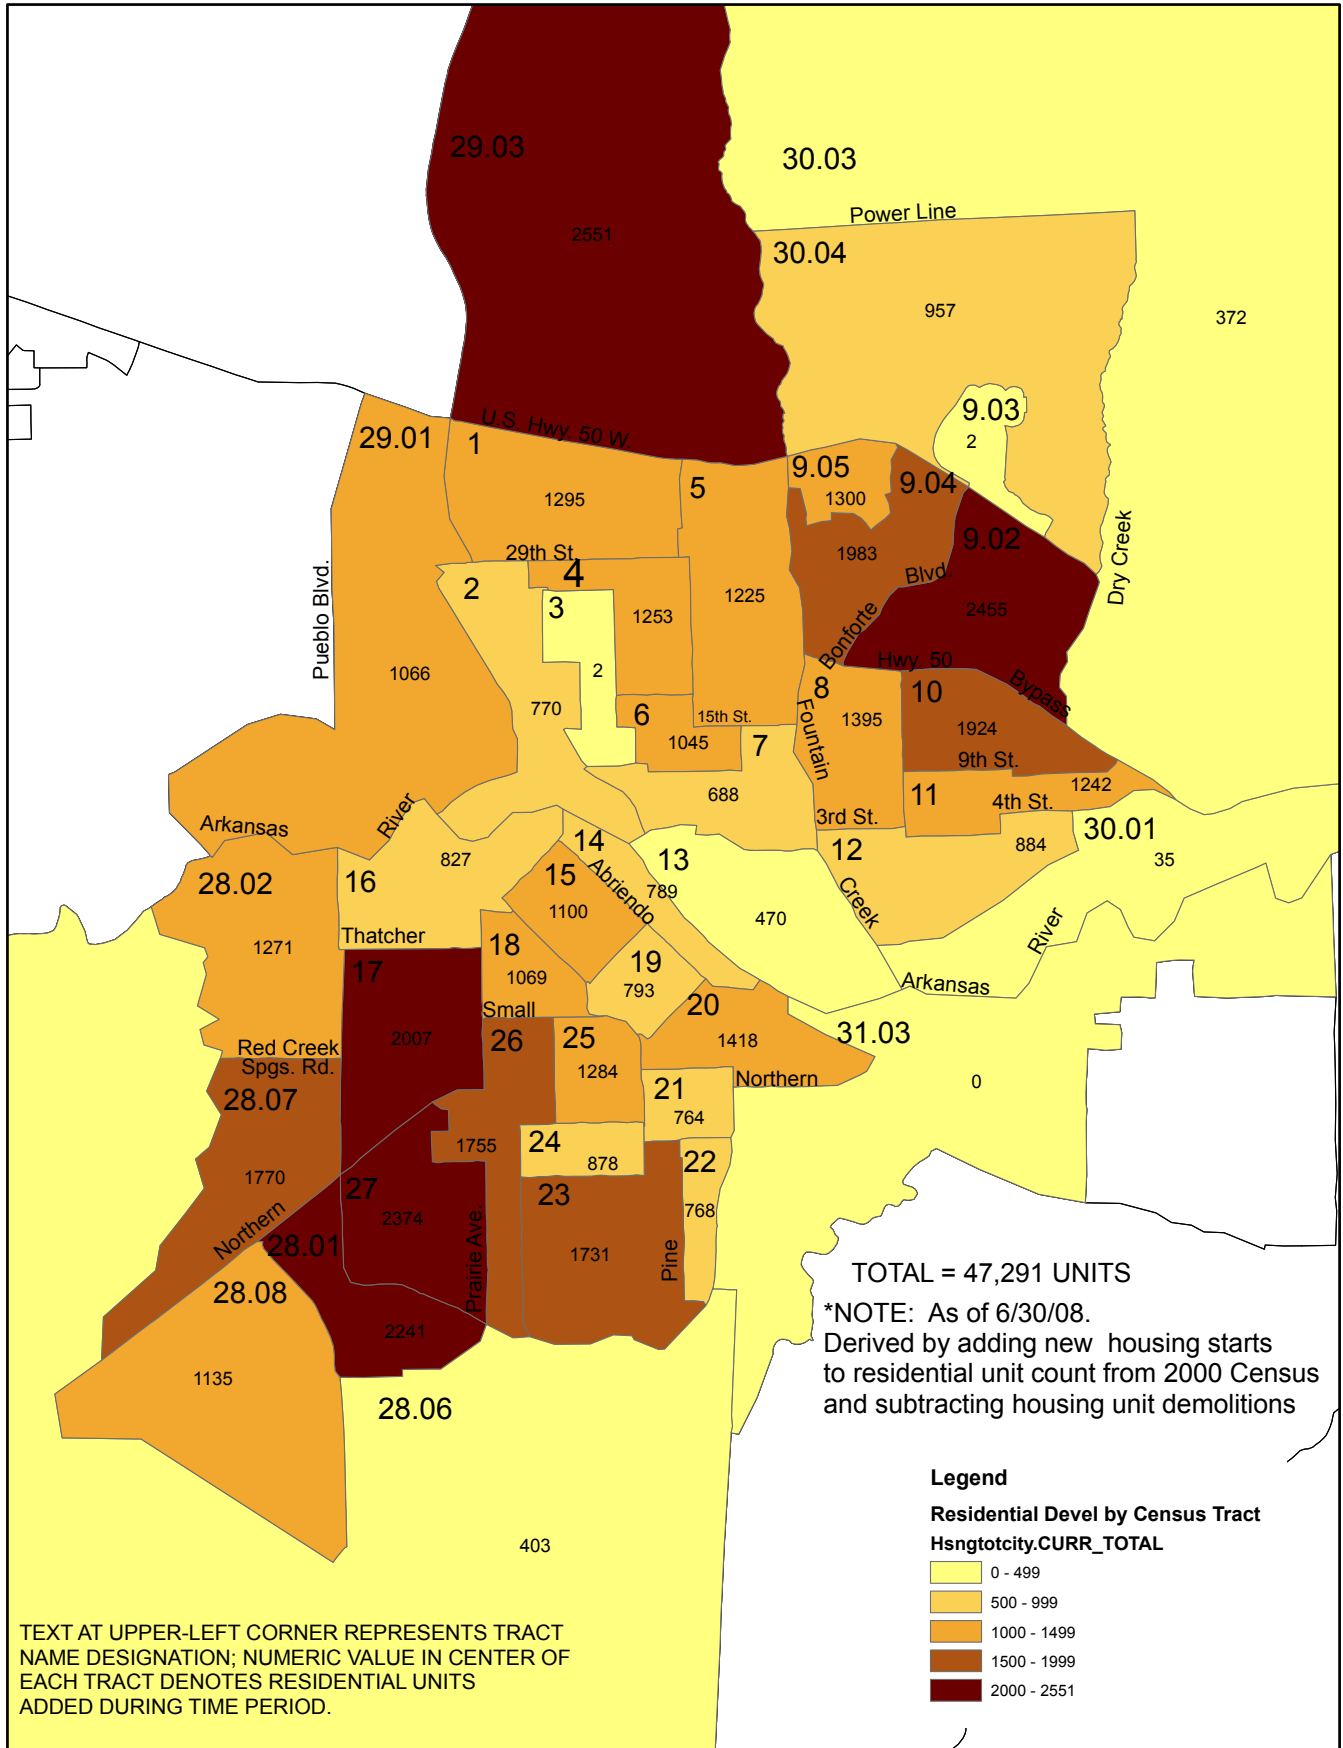 29.03
30.03
Power Line
2551
30.04
957
372
9.03
2
U.S. Hwy. 50 W.
29.01
1
5
9.05
9.04
1295
1300
1983
9.02
29th St.
4
2
3
Blvd.
Dry Creek
Pueblo Blvd.
1253
1225
2455
Bonforte
Hwy. 50
Bypass
1066
2
8
10
770
6
15th St.
Fountain
1395
1924
1045
7
9th St.
688
11
1242
4th St.
3rd St.
Arkansas
River
827
14
12
884
30.01
35
28.02
16
15
Abriendo
13
789
Creek
1100
470
River
Thatcher
1271
18
19
17
1069
793
Arkansas
Small
20
31.03
2007
26
25
1418
Red Creek
Spgs. Rd.
1284
Northern
0
28.07
21
764
1755
24
878
22
1770
27
23
768
2374
Northern
28.01
Prairie Ave.
1731
Pine
28.08
2241
1135
28.06
403
TOTAL = 47,291 UNITS
*NOTE: As of 6/30/08.
Derived by adding new housing starts
to residential unit count from 2000 Census
and subtracting housing unit demolitions
Legend
Residential Devel by Census Tract
Hsngtotcity.CURR_TOTAL
0 - 499
500 - 999
1000 - 1499
1500 - 1999
2000 - 2551
TEXT AT UPPER-LEFT CORNER REPRESENTS TRACT
NAME DESIGNATION; NUMERIC VALUE IN CENTER OF
EACH TRACT DENOTES RESIDENTIAL UNITS
ADDED DURING TIME PERIOD.